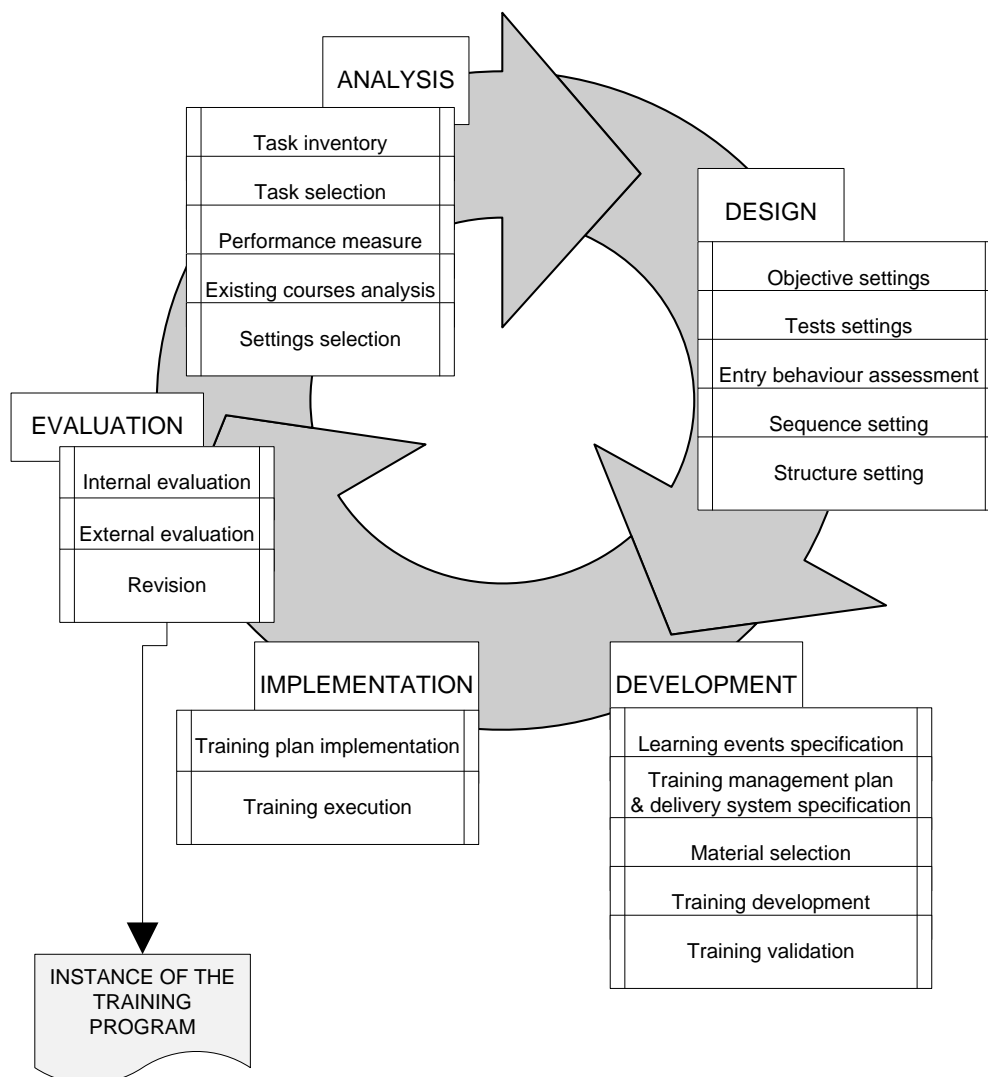 ANALYSIS
Task inventory
Task selection
Performance measure
Existing courses analysis
Settings selection
DESIGN
Objective settings
Tests settings
Entry behaviour assessment
Sequence setting
Structure setting
EVALUATION
Internal evaluation
External evaluation
Revision
IMPLEMENTATION
Training plan implementation
Training execution
DEVELOPMENT
Learning events specification
Training management plan
& delivery system specification
Material selection
Training development
Training validation
INSTANCE OF THE
TRAINING
PROGRAM